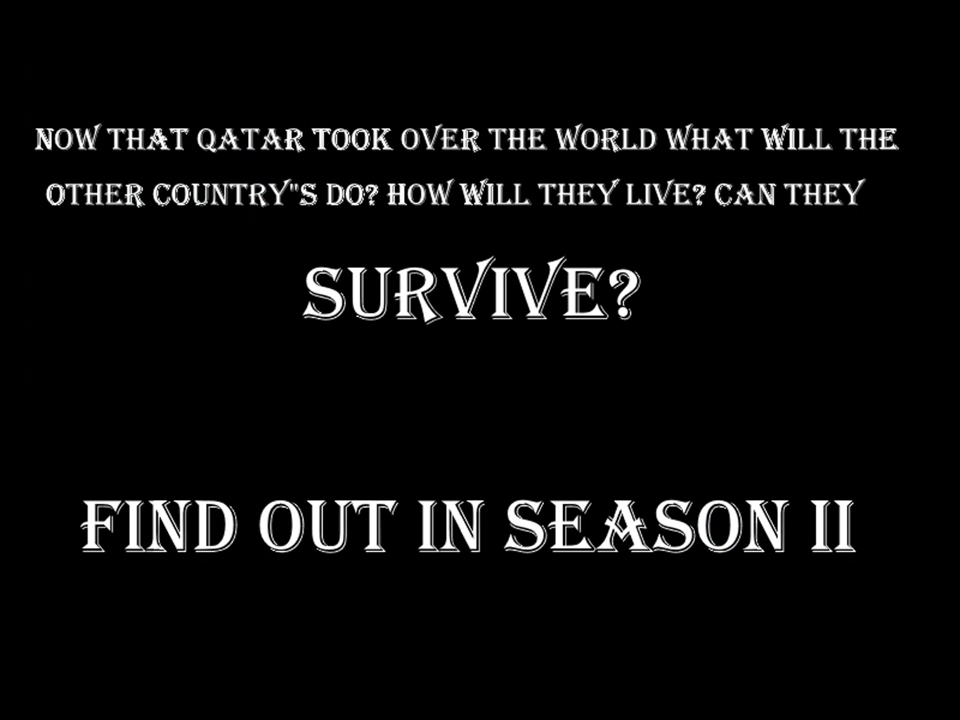 NOW THAT QATAR TOOK OVER THE WORLD WHAT WILL THE
OTHER COUNTRY"S DO? HOW WILL THEY LIVE? CAN THEY
SURVIVE?
FIND OUT IN SEASON II